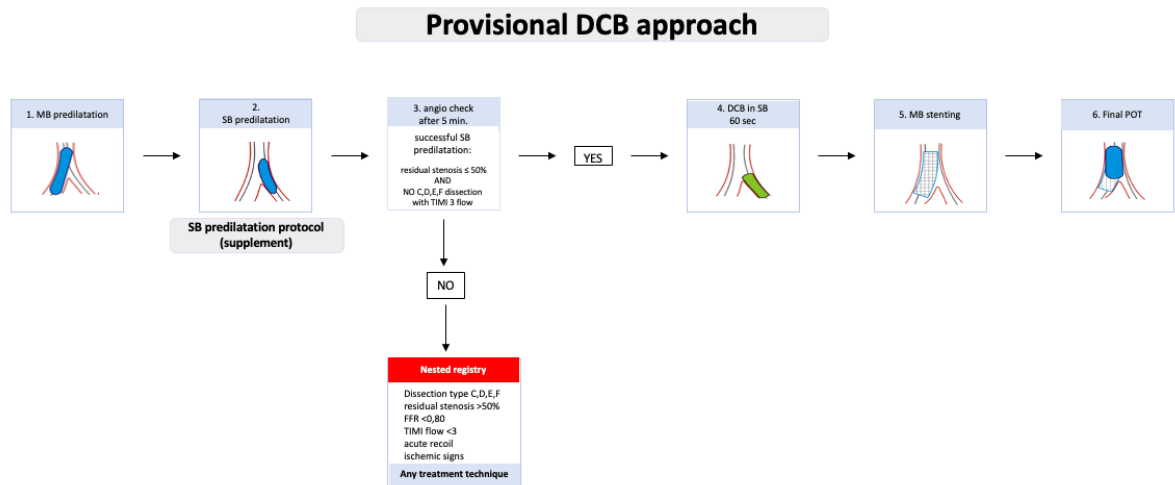 Provisional DCB approach
1. MB predilatation
2.
SB predilatation
SB predilatation protocol
(supplement)
3. angio check
after 5 min.
successful SB
predilatation:
residual stenosis ≤ 50%
AND
NO C,D,E,F dissection
with TIMI 3 flow
YES
4. DCB in SB
60 sec
5. MB stenting
6. Final POT
NO
Nested registry
Dissection type C,D,E,F
residual stenosis >50%
FFR <0,80
TIMI flow <3
acute recoil
ischemic signs
Any treatment technique